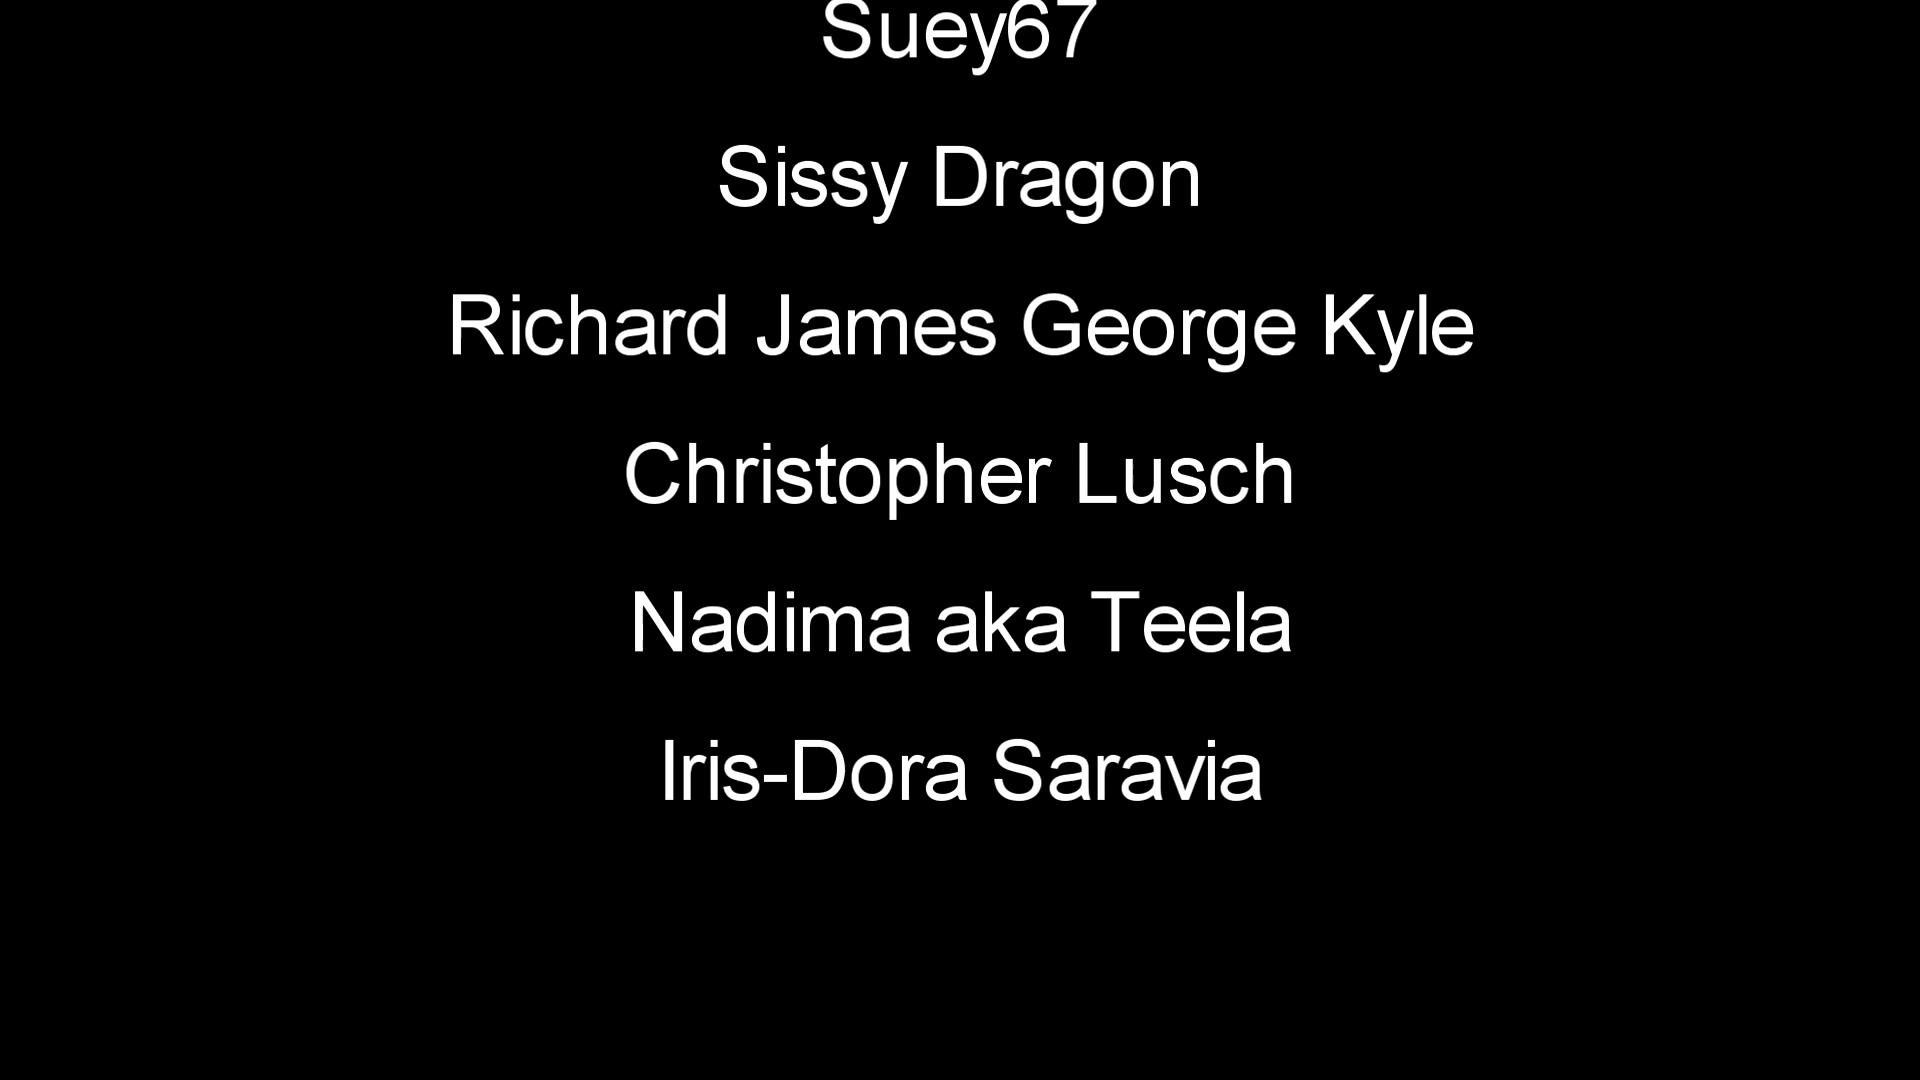 Suey67
Sissy Dragon
Richard James George Kyle
Christopher Lusch
Nadima aka Teela
Iris-Dora Saravia